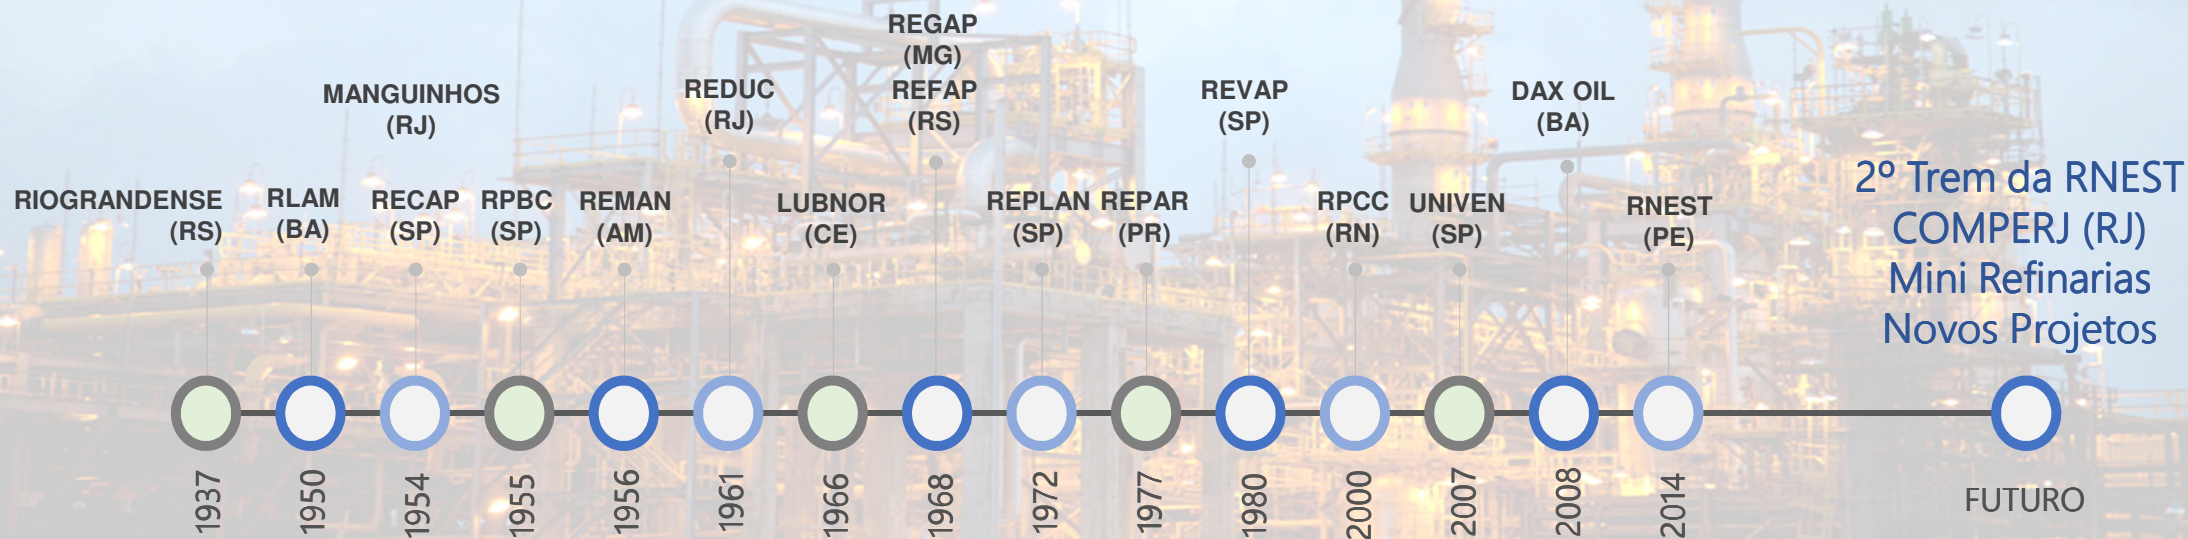 RIOGRANDENSE
(RS)
RLAM
(BA)
MANGUINHOS
(RJ)
RECAP
(SP)
RPBC
(SP)
REMAN
(AM)
REDUC
(RJ)
LUBNOR
(CE)
REGAP
(MG)
REFAP
(RS)
REPLAN
(SP)
REPAR
(PR)
REVAP
(SP)
RPCC
(RN)
UNIVEN
(SP)
DAX OIL
(BA)
RNEST
(PE)
2º Trem da RNEST
COMPERJ (RJ)
Mini Refinarias
Novos Projetos
1937
1950
1954
1955
1956
1961
1966
1968
1972
1977
1980
2000
2007
2008
2014
FUTURO